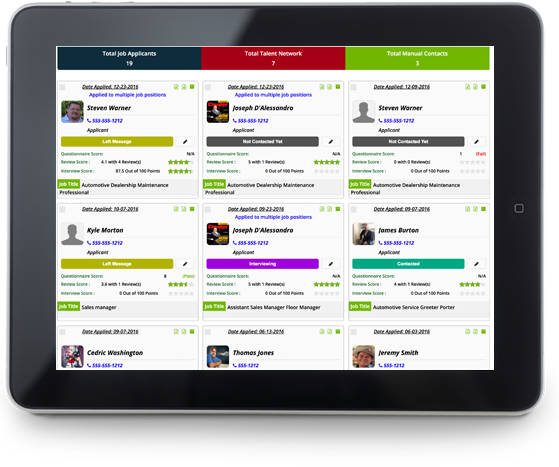 Total Job Applicants
19
Total Talent Network
7
Total Manual Contacts
3
Date Applied: 12-23-2016
Applied to multiple job positions
Steven Warner
555-555-1212
Applicant
Left Message
Questionnaire Score: N/A
Review Score : 4.1 with 4 Review(s)
Interview Score : 87.5 Out of 100 Points
Job Title Automotive Dealership Maintenance
Professional
Date Applied: 12-23-2016
Applied to multiple job positions
Joseph D'Alessandro
555-555-1212
Applicant
Not Contacted Yet
Questionnaire Score: N/A
Review Score : 5 with 1 Review(s)
Interview Score : 0 Out of 100 Points
Job Title Automotive Dealership Maintenance
Professional
Date Applied: 12-09-2016
Steven Warner
555-555-1212
Applicant
Not Contacted Yet
Questionnaire Score: 1 (Fail)
Review Score : 0 with 0 Review(s)
Interview Score : 0 Out of 100 Points
Job Title Automotive Dealership Maintenance
Professional
Date Applied: 10-07-2016
Kyle Morton
555-555-1212
Applicant
Left Message
Questionnaire Score: 8 (Pass)
Review Score : 3.6 with 1 Review(s)
Interview Score : 0 Out of 100 Points
Job Title Sales manager
Date Applied: 09-23-2016
Applied to multiple job positions
Joseph D'Alessandro
555-555-1212
Applicant
Interviewing
Questionnaire Score: N/A
Review Score : 5 with 1 Review(s)
Interview Score : 0 Out of 100 Points
Job Title Assistant Sales Manager Floor Manager
Date Applied: 09-07-2016
James Burton
555-555-1212
Applicant
Contacted
Questionnaire Score: N/A
Review Score : 4 with 1 Review(s)
Interview Score : 0 Out of 100 Points
Job Title Automotive Service Greeter Porter
Date Applied: 09-07-2016
Cedric Washington
555-555-1212
Date Applied: 06-13-2016
Thomas Jones
555-555-1212
Date Applied: 06-03-2016
Jeremy Smith
555-555-1212